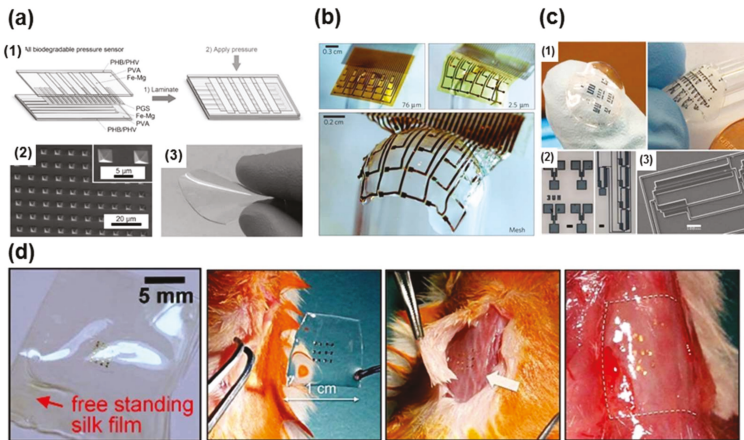 (a)
(1)
biodegradable pressure sensor
PHB/PHV
PVA
Fe-Mg
1) Laminate
2) Apply pressure
PGS
Fe-Mg
PVA
PHB/PHV
(2)
5 µm
20 µm
(3)
(b)
0.3 cm
76 µm
2.5 µm
0.2 cm
Mesh
(c)
(1)
(2)
(3)
(d)
5 mm
free standing
silk film
1 cm